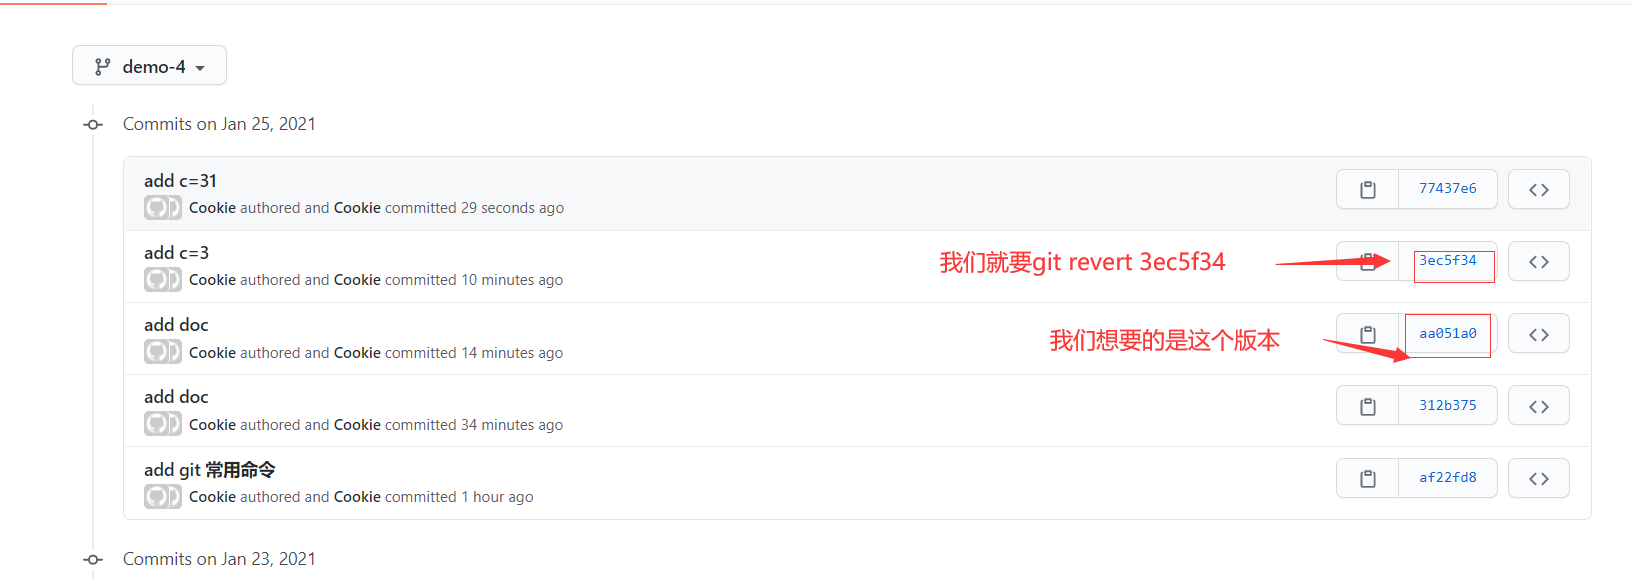 demo-4
Commits on Jan 25, 2021
add c=31
Cookie authored and Cookie committed 29 seconds ago
77437e6
add c=3
Cookie authored and Cookie committed 10 minutes ago
我们就要git revert 3ec5f34
3ec5f34
add doc
Cookie authored and Cookie committed 14 minutes ago
我们想要的是这个版本
aa051a0
add doc
Cookie authored and Cookie committed 34 minutes ago
312b375
add git 常用命令
Cookie authored and Cookie committed 1 hour ago
af22fd8
Commits on Jan 23, 2021